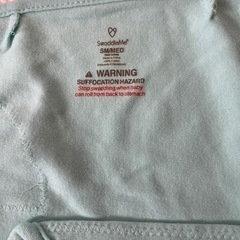 SwaddleMe®
SM/MED
WARNING
SUFFOCATION HAZARD
Stop swaddling when baby
can roll from back to stomach